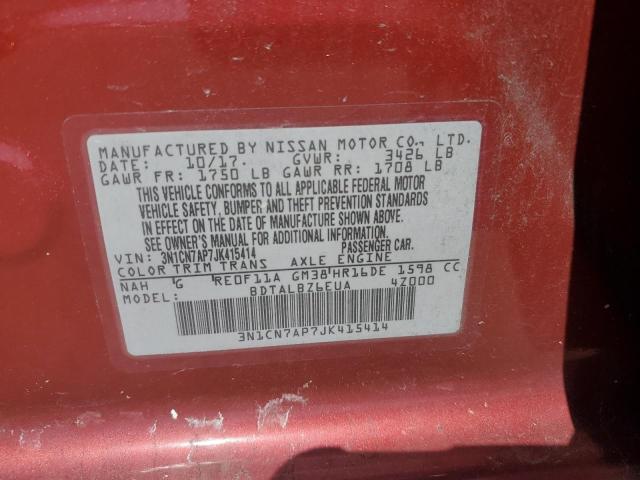 MANUFACTURED BY NISSAN MOTOR CO., LTD.
DATE: 10/17. GVWR: 3426 LB
GAWR FR: 1750 LB GAWR RR: 1708 LB
THIS VEHICLE CONFORMS TO ALL APPLICABLE FEDERAL MOTOR
VEHICLE SAFETY, BUMPER AND THEFT PREVENTION STANDARDS
IN EFFECT ON THE DATE OF MANUFACTURE SHOWN ABOVE.
SEE OWNER'S MANUAL FOR ADDITIONAL INFORMATION.
VIN: 3N1CN7AP7JK415414 PASSENGER CAR.
COLOR TRIM TRANS AXLE ENGINE
NAH G RE0F11A GM38 HR16DE 1598 CC
MODEL: BDTALBZ6EUA 4Z000
3N1CN7AP7JK415414